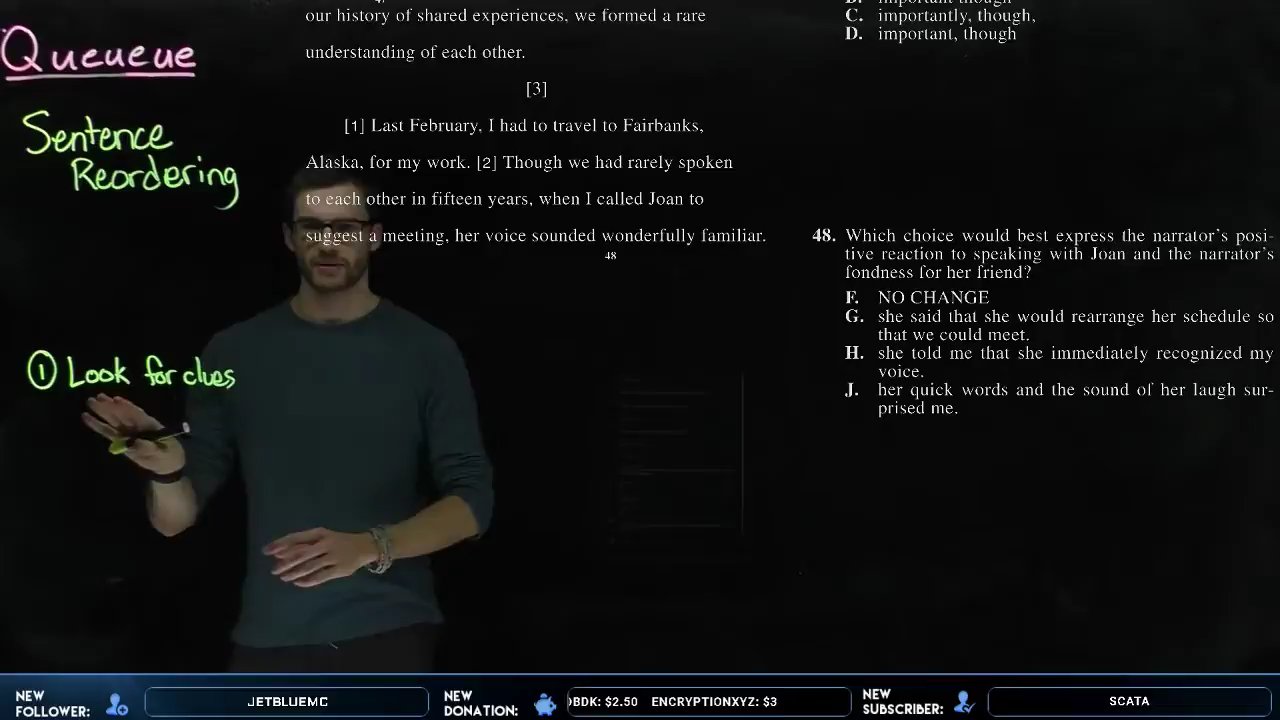 Queueue
Sentence
Reordering
① Look for clues
our history of shared experiences, we formed a rare
understanding of each other.
[3]
[1] Last February, I had to travel to Fairbanks,
Alaska, for my work. [2] Though we had rarely spoken
to each other in fifteen years, when I called Joan to
suggest a meeting, her voice sounded wonderfully familiar.
48
C. importantly, though,
D. important, though
48. Which choice would best express the narrator's posi-
tive reaction to speaking with Joan and the narrator's
fondness for her friend?
F. NO CHANGE
G. she said that she would rearrange her schedule so
that we could meet.
H. she told me that she immediately recognized my
voice.
J. her quick words and the sound of her laugh sur-
prised me.
NEW
FOLLOWER:
JETBLUEMC
NEW
DONATION:
BDK: $2.50 ENCRYPTIONXYZ: $3
NEW
SUBSCRIBER:
SCATA